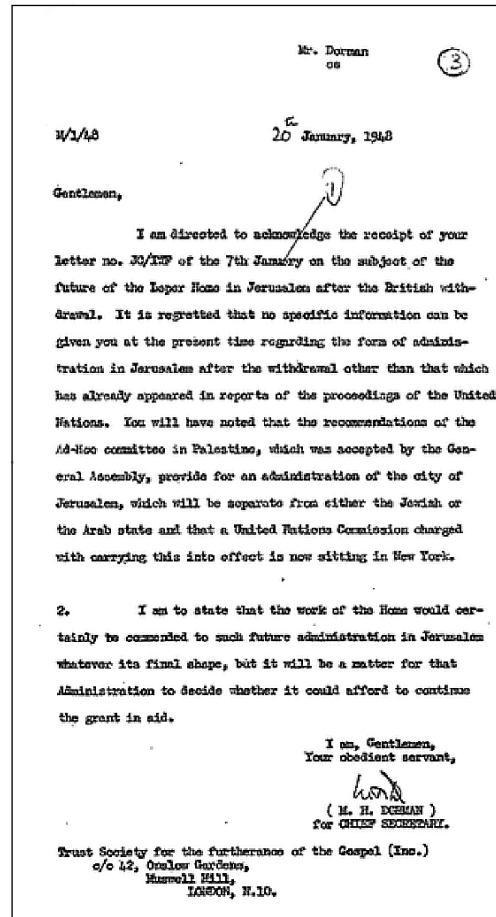 Mr. Dorman
OS
3
M/1/48
20th January, 1948
1
Gentlemen,
I am directed to acknowledge the receipt of your
letter no. JG/TWF of the 7th January on the subject of the
future of the Leper Home in Jerusalem after the British with-
drawal. It is regretted that no specific information can be
given you at the present time regarding the form of adminis-
tration in Jerusalem after the withdrawal other than that which
has already appeared in reports of the proceedings of the United
Nations. You will have noted that the recommendations of the
Ad-Hoc committee in Palestine, which was accepted by the Gen-
eral Assembly, provide for an administration of the city of
Jerusalem, which will be separate from either the Jewish or
the Arab state and that a United Nations Commission charged
with carrying this into effect is now sitting in New York.
2. I am to state that the work of the Home would cer-
tainly be commended to such future administration in Jerusalem
whatever its final shape, but it will be a matter for that
Administration to decide whether it could afford to continue
the grant in aid.
I am, Gentlemen,
Your obedient servant,
( M. H. DORMAN )
for CHIEF SECRETARY.
Trust Society for the furtherance of the Gospel (Inc.)
c/o 42, Onslow Gardens,
Muswell Hill,
LONDON, N.10.